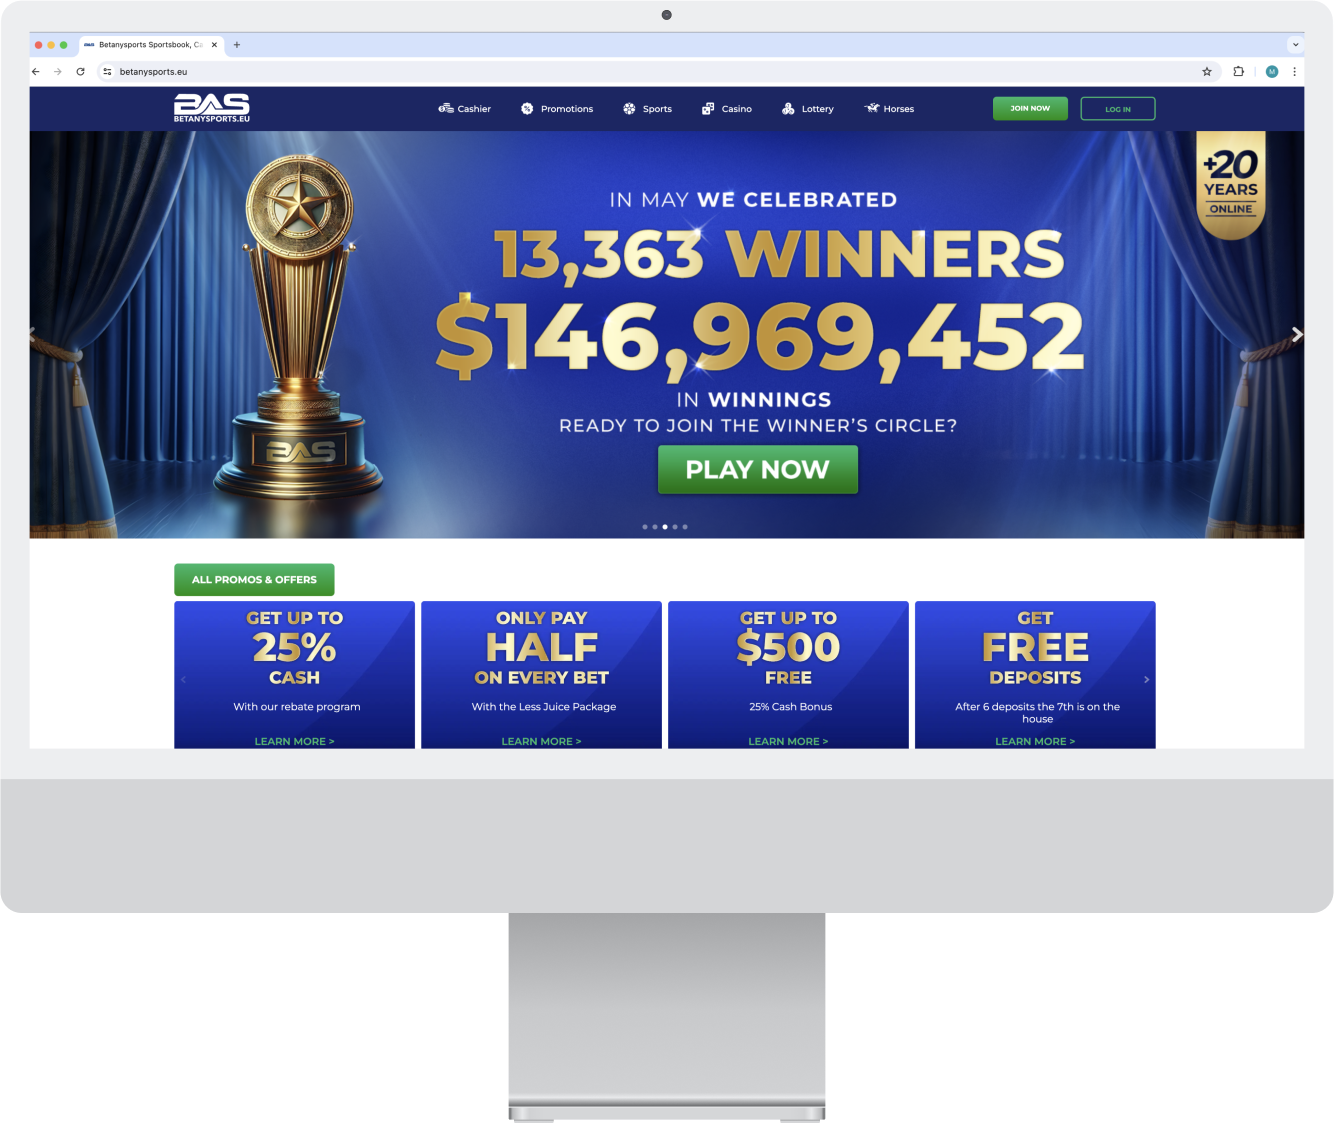 Betanysports Sportsbook, Ca
betanysports.eu
M
BAS
BETANYSPORTS.EU
Cashier
Promotions
Sports
Casino
Lottery
Horses
JOIN NOW
LOG IN
+20
YEARS
ONLINE
IN MAY WE CELEBRATED
13,363 WINNERS
$146,969,452
IN WINNINGS
READY TO JOIN THE WINNER'S CIRCLE?
PLAY NOW
BAS
ALL PROMOS & OFFERS
GET UP TO
25%
CASH
With our rebate program
LEARN MORE >
ONLY PAY
HALF
ON EVERY BET
With the Less Juice Package
LEARN MORE >
GET UP TO
$500
FREE
25% Cash Bonus
LEARN MORE >
GET
FREE
DEPOSITS
After 6 deposits the 7th is on the
house
LEARN MORE >